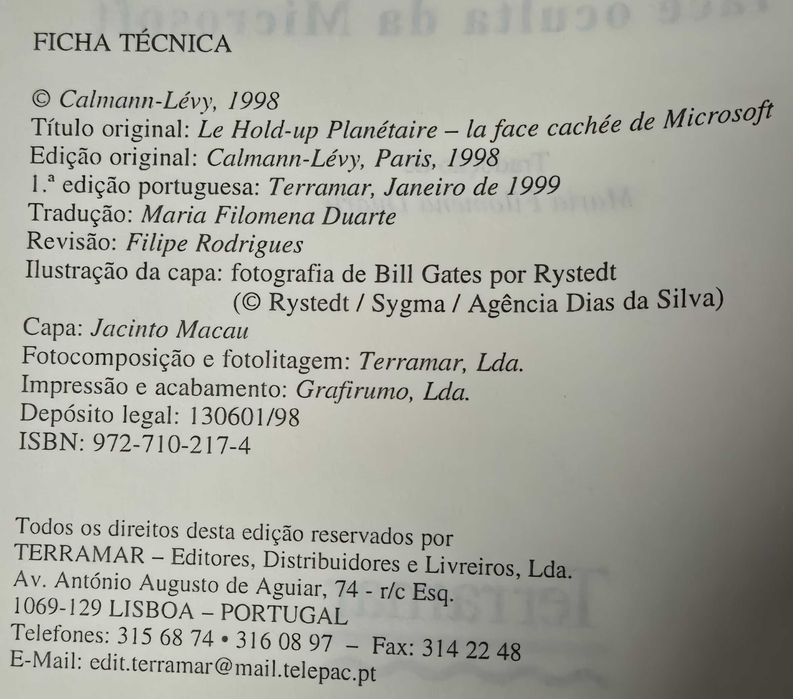 FICHA TÉCNICA
© Calmann-Lévy, 1998
Título original: Le Hold-up Planétaire – la face cachée de Microsoft
Edição original: Calmann-Lévy, Paris, 1998
1.ª edição portuguesa: Terramar, Janeiro de 1999
Tradução: Maria Filomena Duarte
Revisão: Filipe Rodrigues
Ilustração da capa: fotografia de Bill Gates por Rystedt
(© Rystedt / Sygma / Agência Dias da Silva)
Capa: Jacinto Macau
Fotocomposição e fotolitagem: Terramar, Lda.
Impressão e acabamento: Grafirumo, Lda.
Depósito legal: 130601/98
ISBN: 972-710-217-4
Todos os direitos desta edição reservados por
TERRAMAR – Editores, Distribuidores e Livreiros, Lda.
Av. António Augusto de Aguiar, 74 - r/c Esq.
1069-129 LISBOA – PORTUGAL
Telefones: 315 68 74 • 316 08 97 – Fax: 314 22 48
E-Mail: edit.terramar@mail.telepac.pt